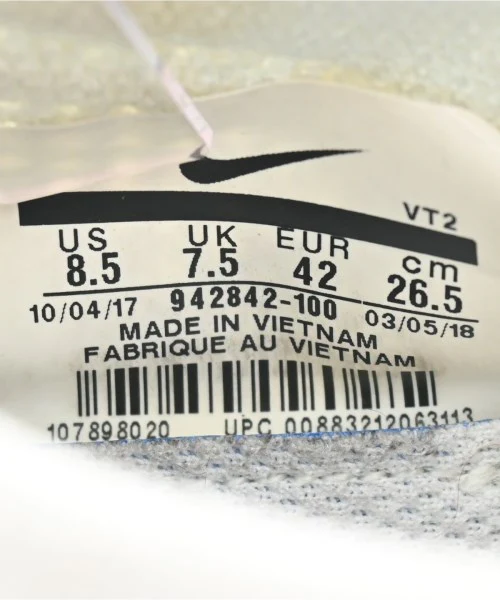 VT2
US UK EUR cm
8.5 7.5 42 26.5
10/04/17 942842-100 03/05/18
MADE IN VIETNAM
FABRIQUE AU VIETNAM
107898020 UPC 00883212063113